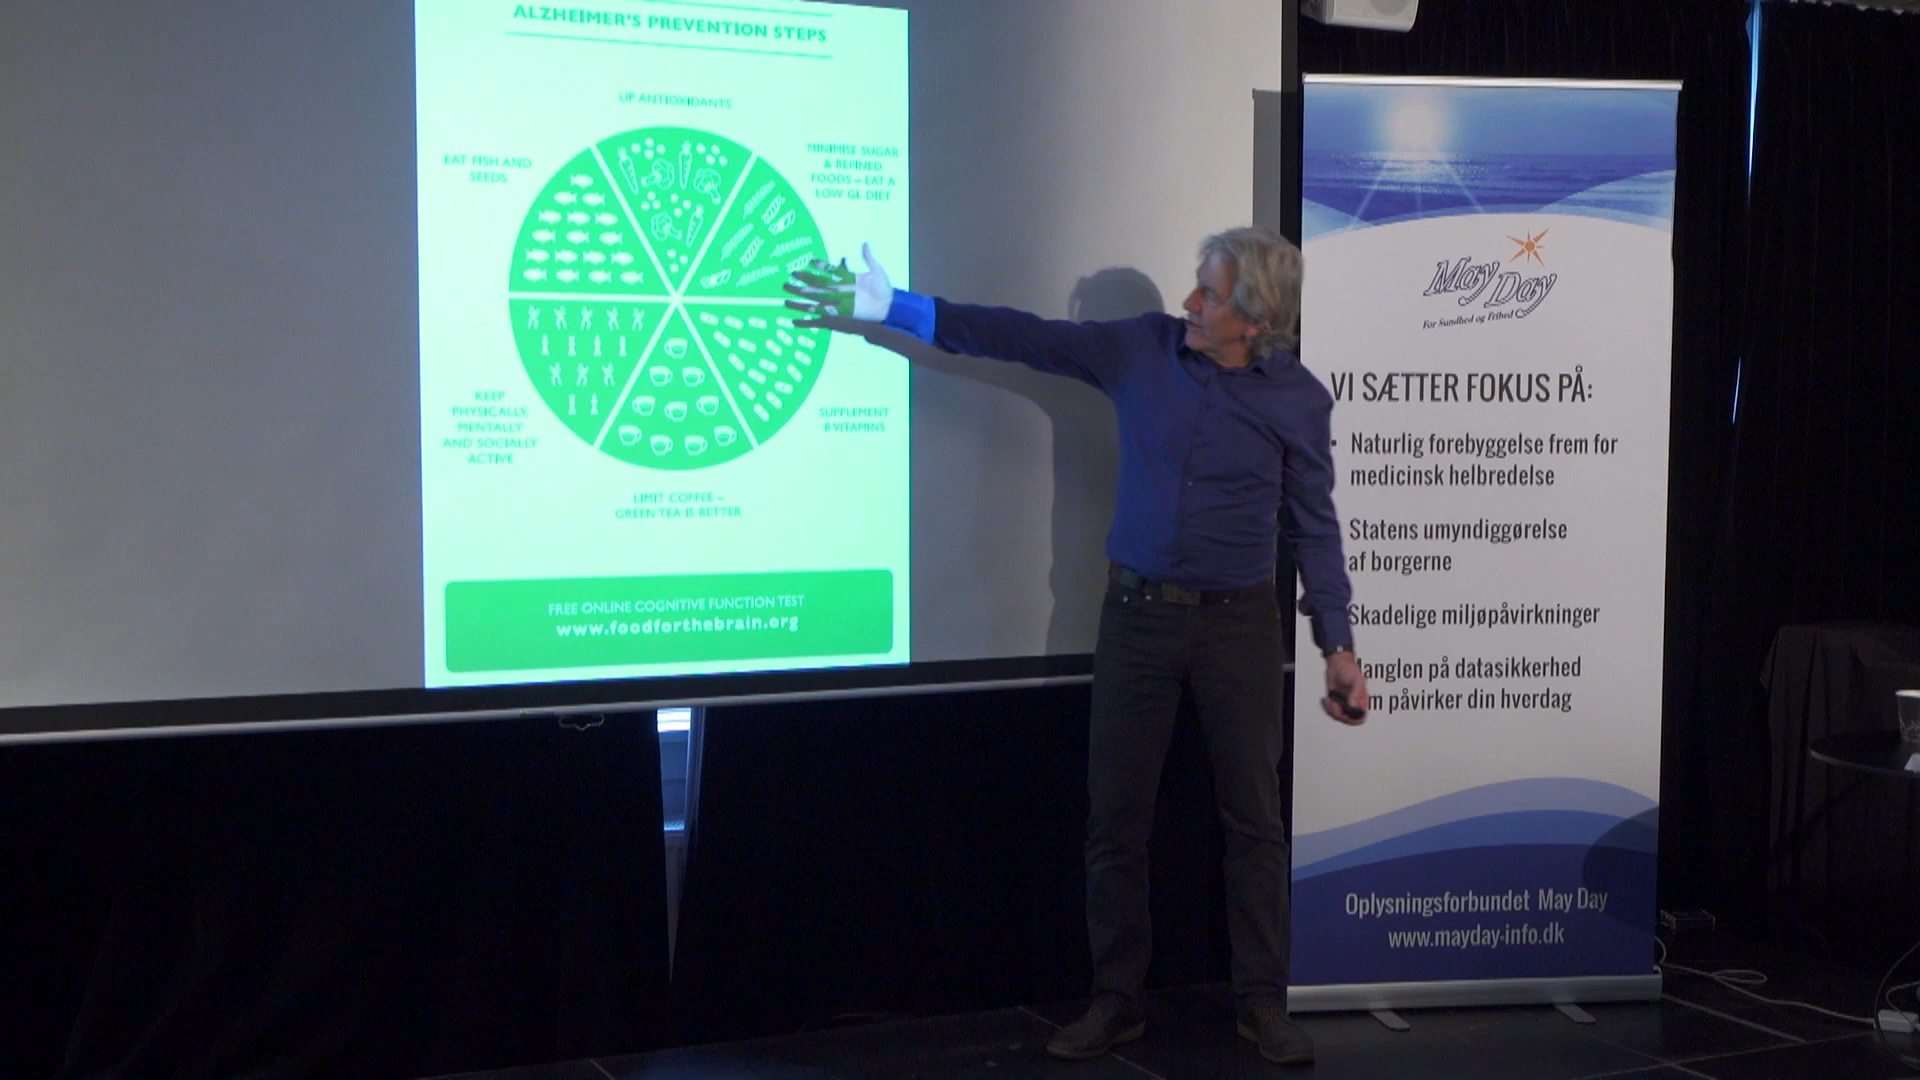 ALZHEIMER'S PREVENTION STEPS
UP ANTIOXIDANTS
EAT FISH AND
SEEDS
MINIMISE SUGAR
& REFINED
FOODS – EAT A
LOW GL DIET
KEEP
PHYSICALLY,
MENTALLY
AND SOCIALLY
ACTIVE
SUPPLEMENT
B VITAMINS
LIMIT COFFEE –
GREEN TEA IS BETTER
FREE ONLINE COGNITIVE FUNCTION TEST
www.foodforthebrain.org
May Day
For Sundhed og Frihed
VI SÆTTER FOKUS PÅ:
• Naturlig forebyggelse frem for
medicinsk helbredelse
Statens umyndiggørelse
af borgerne
Skadelige miljøpåvirkninger
på datasikkerhed
påvirker din hverdag
Oplysningsforbundet May Day
www.mayday-info.dk